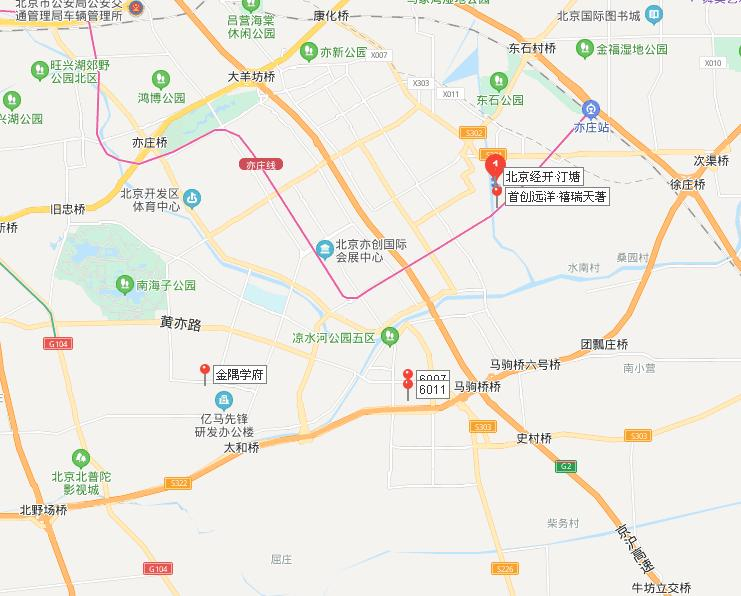 北京市公安局公安交
通管理局车辆管理所
吕营海棠
休闲公园
康化桥
北京国际图书城
亦新公园
X007
东石村桥
金福湿地公园
旺兴湖郊野
公园北区
大羊坊桥
X303
X011
X010
鸿博公园
东石公园
兴湖公园
亦庄站
S302
亦庄桥
亦庄线
次渠桥
1
北京经开·汀塘
首创远洋·禧瑞天著
徐庄桥
北京开发区
体育中心
旧忠桥
新桥
北京亦创国际
会展中心
桑园村
水南村
南海子公园
黄亦路
凉水河公园五区
G104
团瓢庄桥
马驹桥六号桥
南小营
金隅学府
6007
6011
马驹桥桥
亿马先锋
研发办公楼
S303
史村桥
S303
太和桥
G2
北京北普陀
影视城
S322
北野场桥
柴务村
京沪高速
屈庄
G104
S226
牛坊立交桥